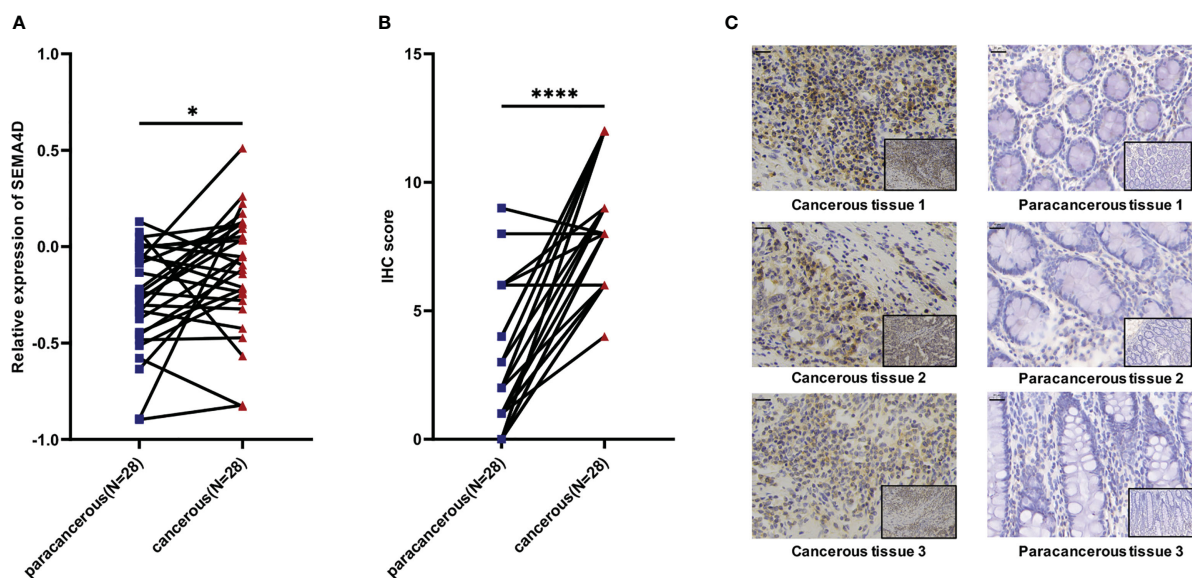 A
Relative expression of SEMA4D
1.0
0.5
0.0
-0.5
-1.0
*
paracancerous(N=28)
cancerous(N=28)
B
IHC score
15
10
5
0
****
paracancerous(N=28)
cancerous(N=28)
C
Cancerous tissue 1
Paracancerous tissue 1
Cancerous tissue 2
Paracancerous tissue 2
Cancerous tissue 3
Paracancerous tissue 3